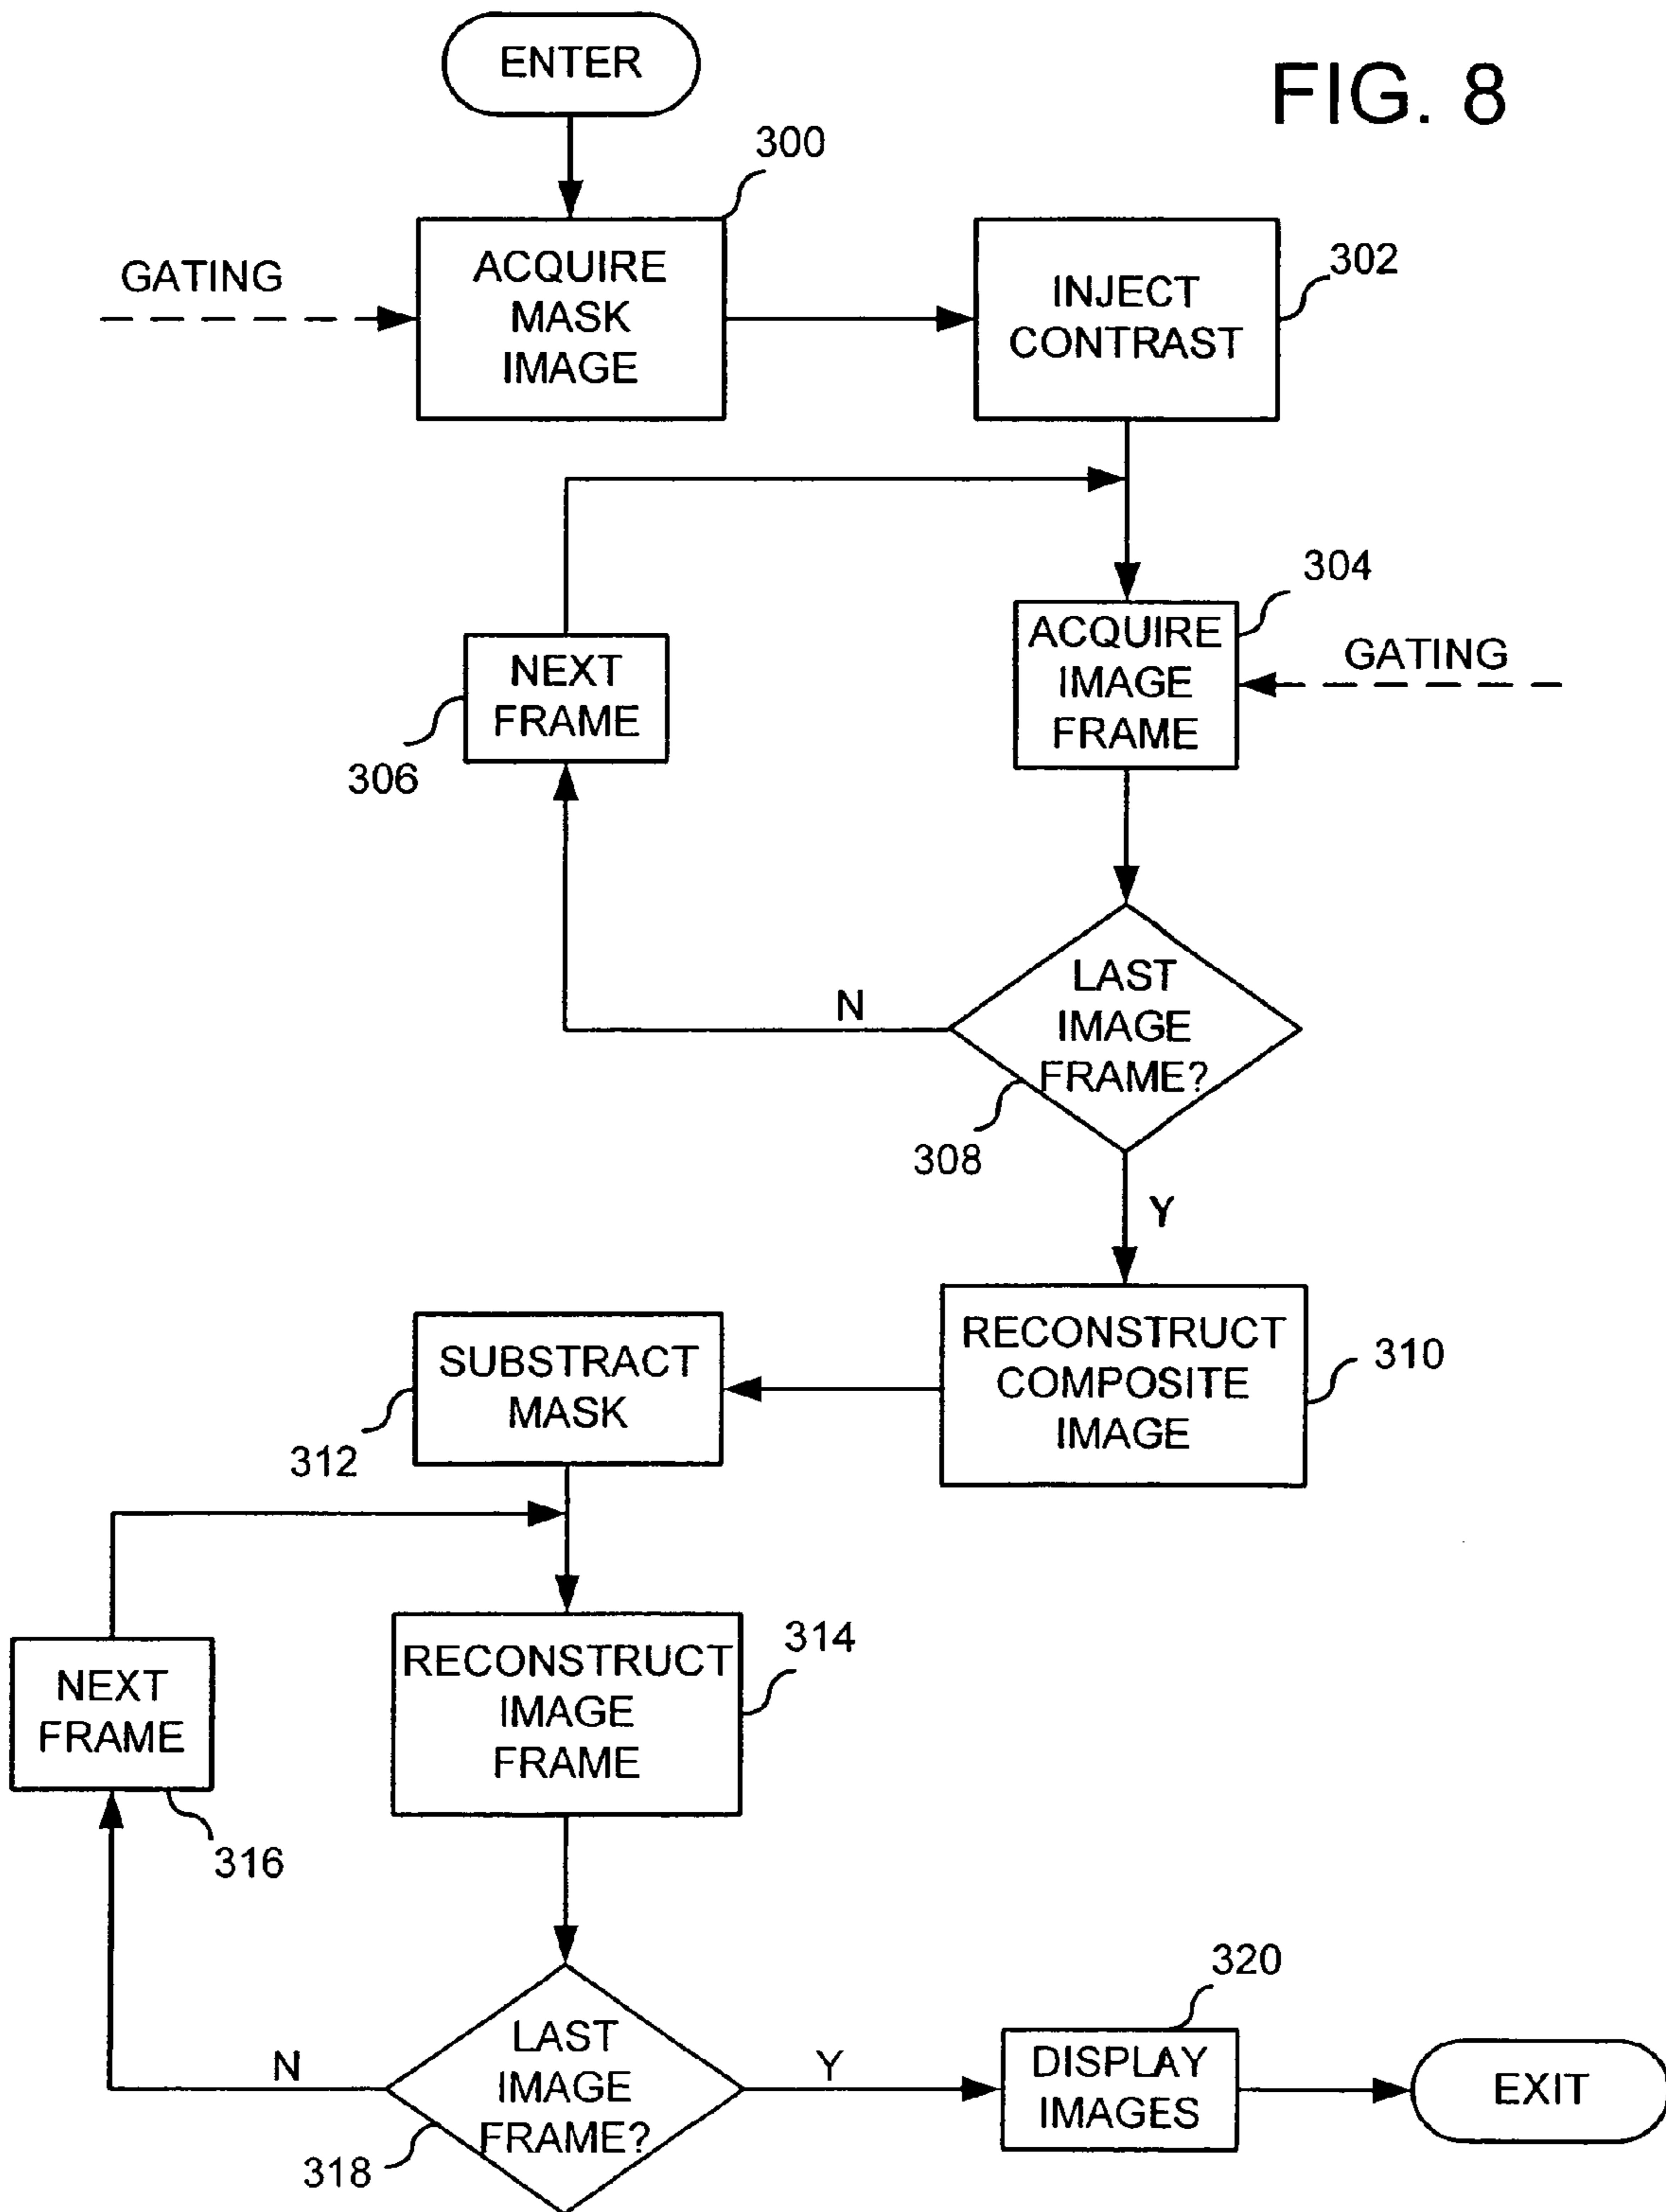 FIG. 8
ENTER
300
GATING
ACQUIRE
MASK
IMAGE
INJECT
CONTRAST
302
304
ACQUIRE
IMAGE
FRAME
GATING
NEXT
FRAME
306
LAST
IMAGE
FRAME?
N
308
Y
RECONSTRUCT
COMPOSITE
IMAGE
310
SUBSTRACT
MASK
312
RECONSTRUCT
IMAGE
FRAME
314
NEXT
FRAME
316
LAST
IMAGE
FRAME?
N
318
Y
320
DISPLAY
IMAGES
EXIT